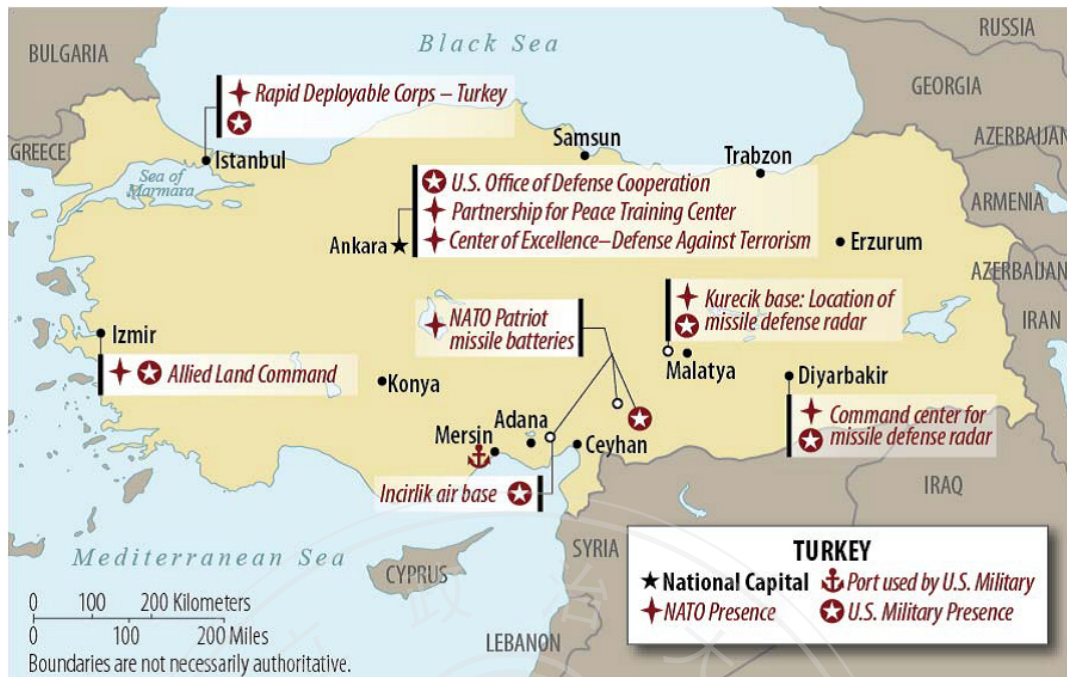 BULGARIA
Black Sea
RUSSIA
GEORGIA
Rapid Deployable Corps – Turkey
GREECE
Istanbul
Sea of
Marmara
Samsun
Trabzon
AZERBAIJAN
ARMENIA
U.S. Office of Defense Cooperation
Partnership for Peace Training Center
Center of Excellence–Defense Against Terrorism
Ankara
Erzurum
AZERBAIJAN
IRAN
Kurecik base: Location of
missile defense radar
NATO Patriot
missile batteries
Izmir
Allied Land Command
Konya
Malatya
Diyarbakir
Command center for
missile defense radar
Adana
Mersin
Ceyhan
Incirlik air base
IRAQ
Mediterranean Sea
CYPRUS
SYRIA
LEBANON
TURKEY
National Capital
Port used by U.S. Military
NATO Presence
U.S. Military Presence
0 100 200 Kilometers
0 100 200 Miles
Boundaries are not necessarily authoritative.
政治大